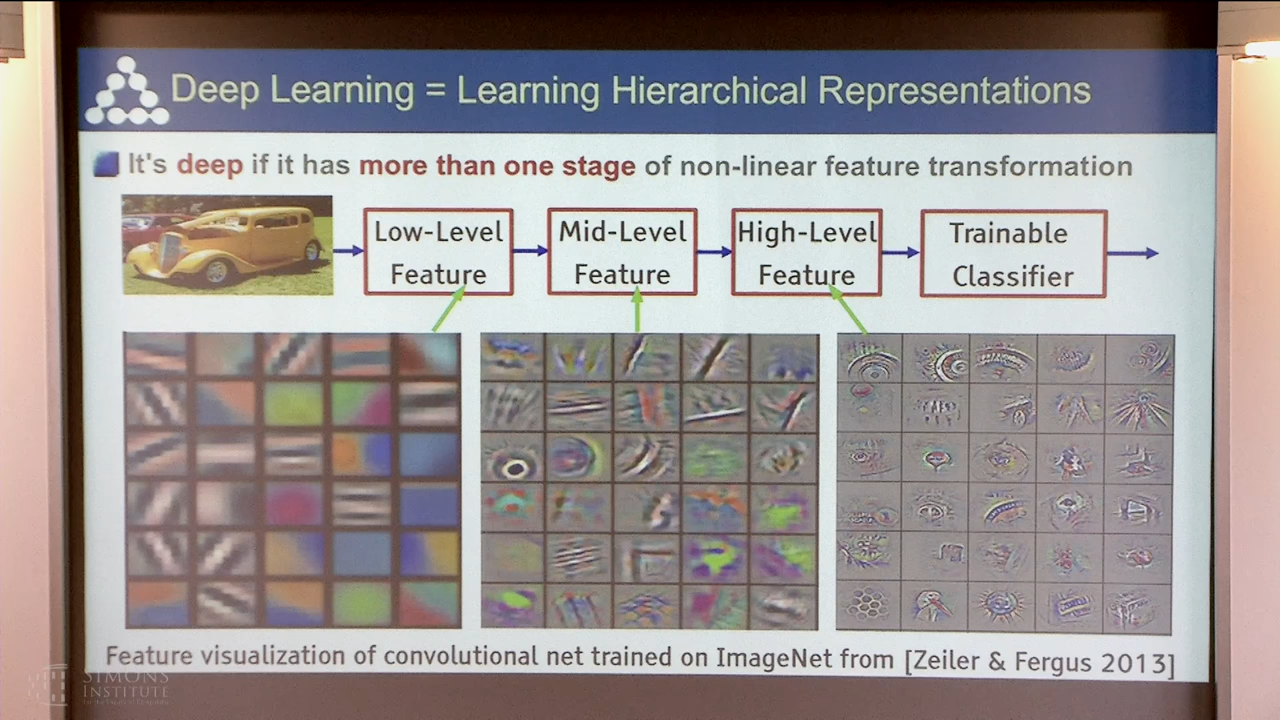 Deep Learning = Learning Hierarchical Representations
It's deep if it has more than one stage of non-linear feature transformation
Low-Level
Feature
Mid-Level
Feature
High-Level
Feature
Trainable
Classifier
Feature visualization of convolutional net trained on ImageNet from [Zeiler & Fergus 2013]
SIMONS
INSTITUTE